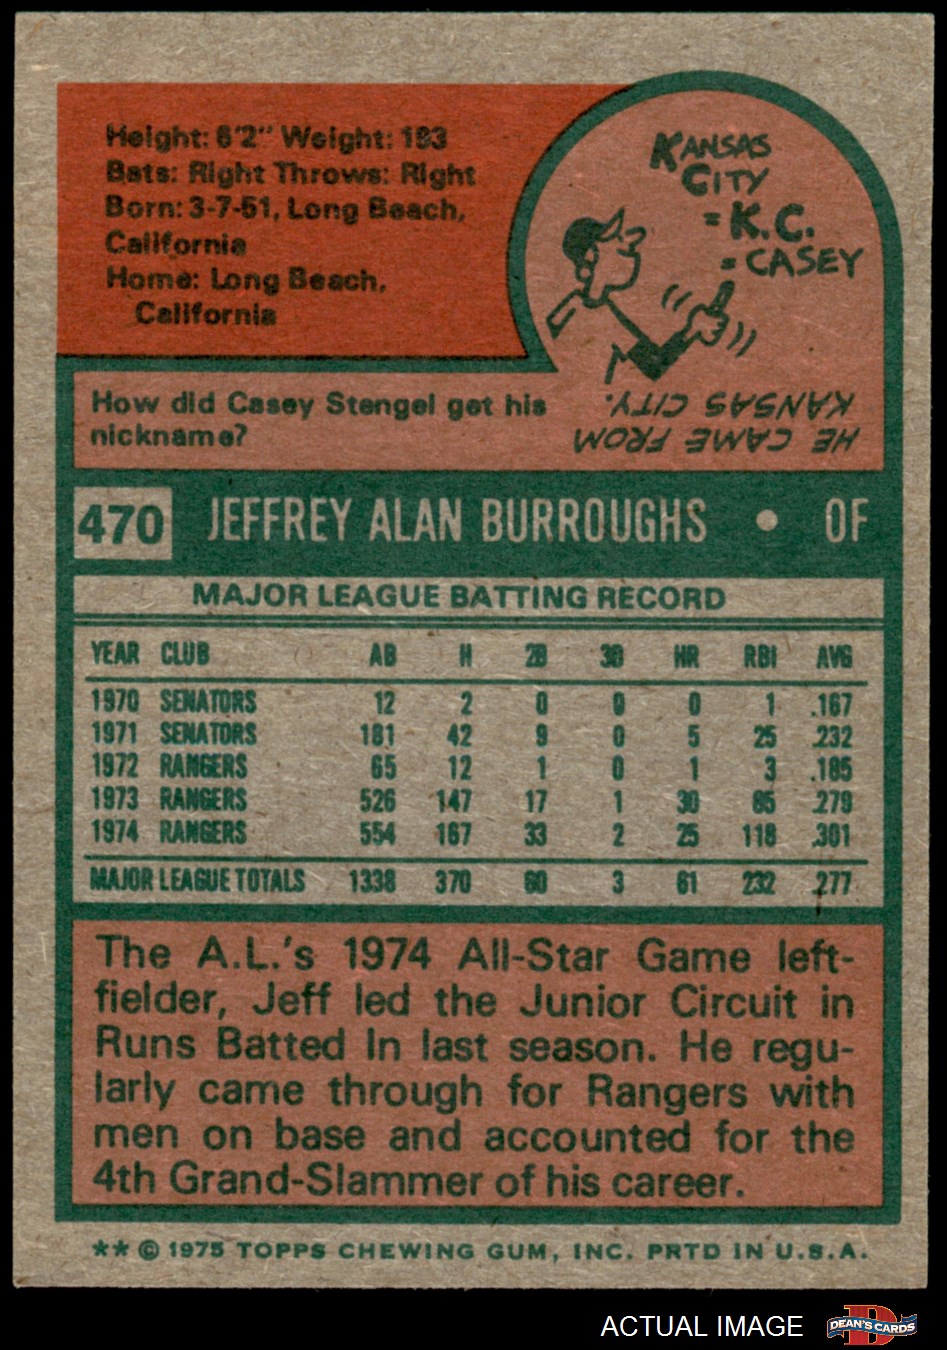 Height: 6'2" Weight: 193
Bats: Right Throws: Right
Born: 3-7-51, Long Beach,
California
Home: Long Beach,
California
KANSAS
CITY
= K.C.
= CASEY
How did Casey Stengel get his
nickname?
HE CAME FROM
KANSAS CITY.
470 JEFFREY ALAN BURROUGHS • OF
MAJOR LEAGUE BATTING RECORD
YEAR CLUB AB H 2B 3B HR RBI AVG
1970 SENATORS 12 2 0 0 0 1 .167
1971 SENATORS 181 42 9 0 5 25 .232
1972 RANGERS 65 12 1 0 1 3 .185
1973 RANGERS 526 147 17 1 30 85 .279
1974 RANGERS 554 167 33 2 25 118 .301
MAJOR LEAGUE TOTALS 1338 370 60 3 61 232 .277
The A.L.'s 1974 All-Star Game left-
fielder, Jeff led the Junior Circuit in
Runs Batted In last season. He regu-
larly came through for Rangers with
men on base and accounted for the
4th Grand-Slammer of his career.
** © 1975 TOPPS CHEWING GUM, INC. PRTD IN U.S.A.
ACTUAL IMAGE
D
DEAN'S CARDS